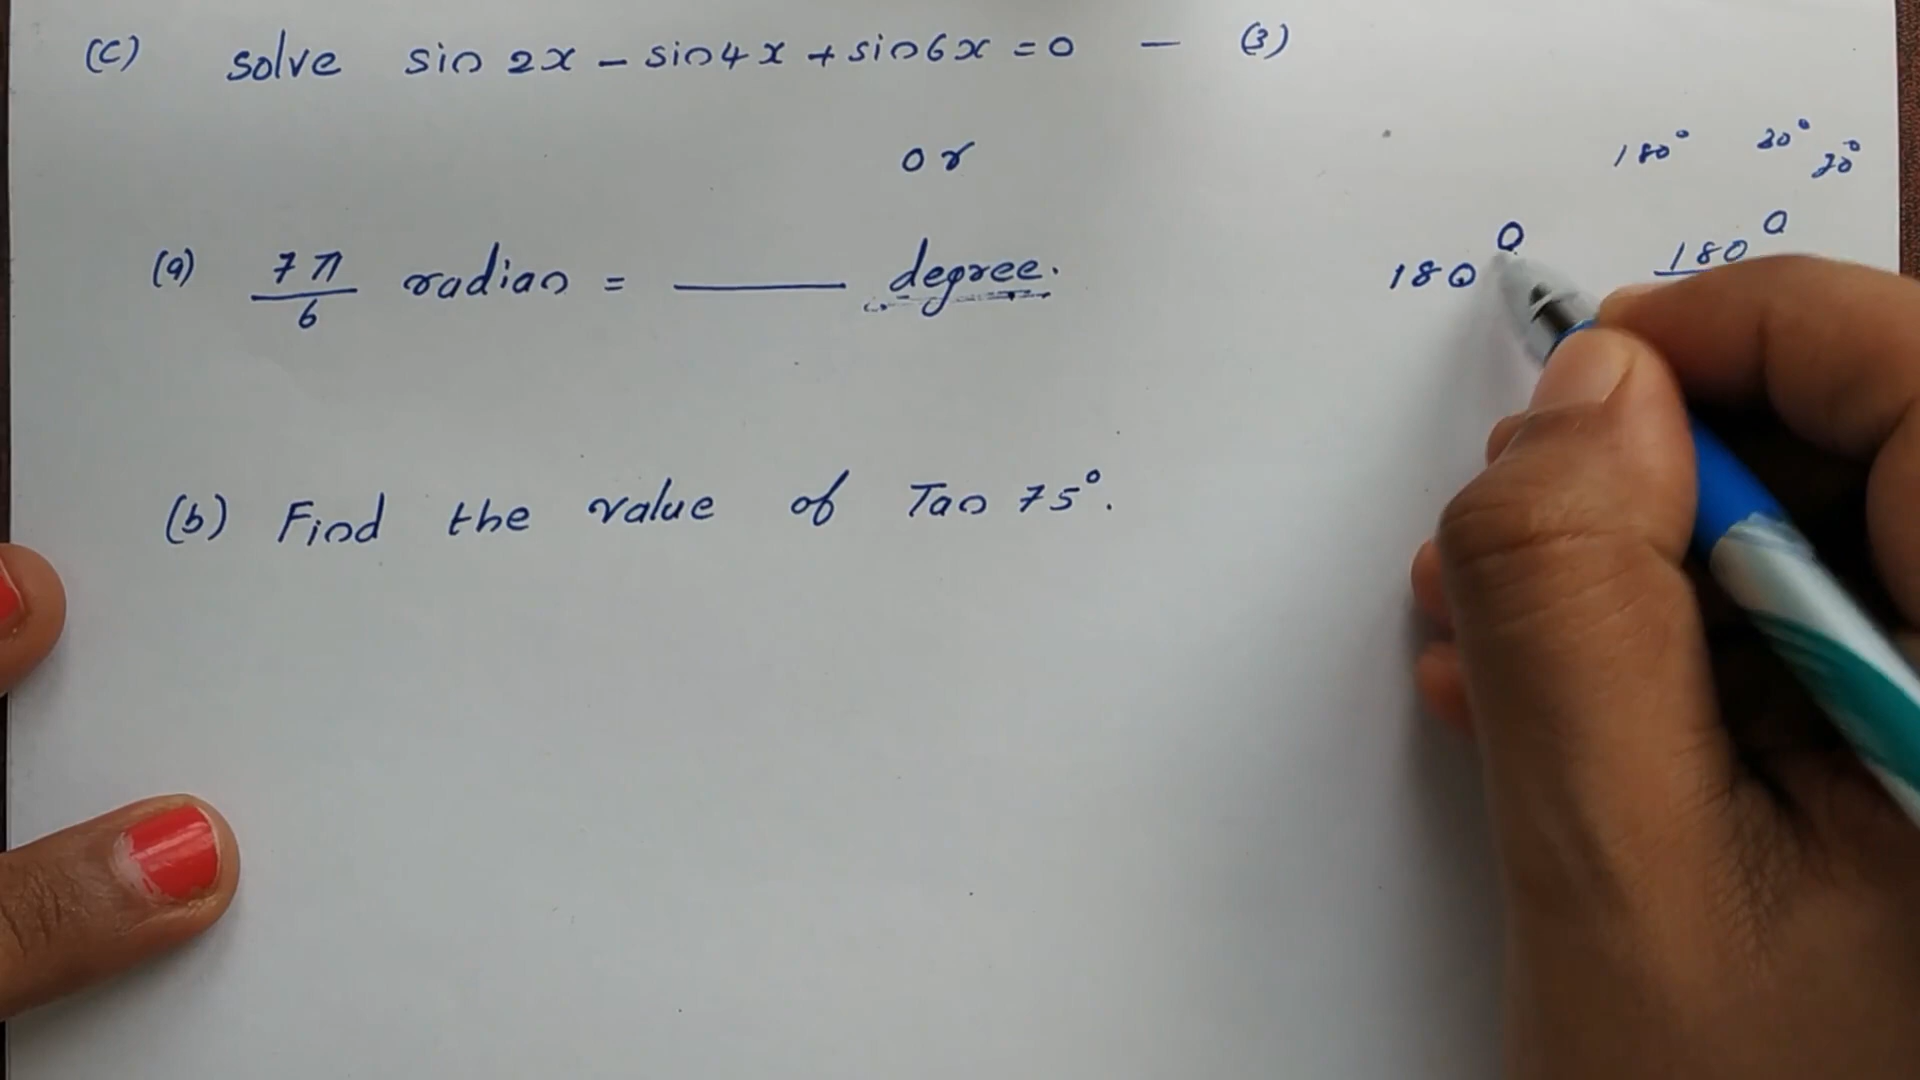 (c) solve sin 2x – sin4x + sin6x = 0 — (3)
or
180° 30° 30°
(a) 7π/6 radian = ______ degree. 180° 180°
(b) Find the value of Tan 75°.